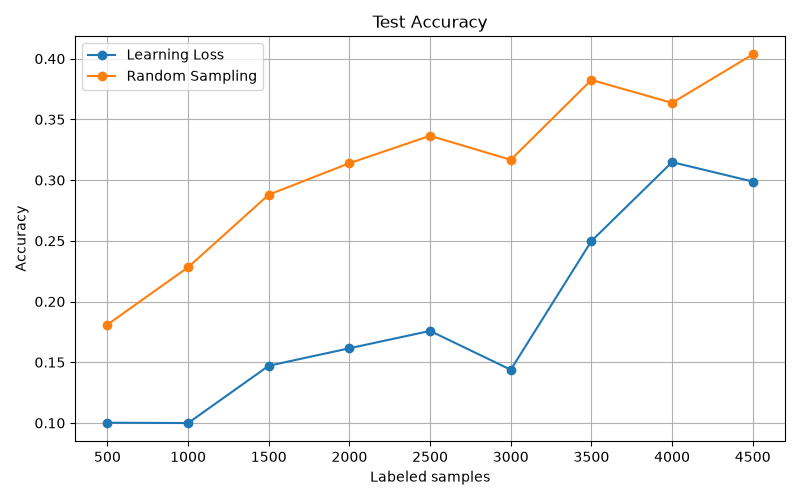 Test Accuracy
Learning Loss
Random Sampling
0.40
0.35
0.30
0.25
0.20
0.15
0.10
Accuracy
500 1000 1500 2000 2500 3000 3500 4000 4500
Labeled samples